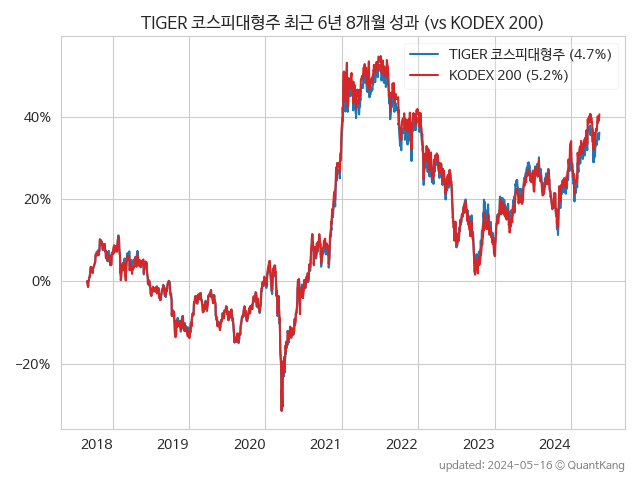 TIGER 코스피대형주 최근 6년 8개월 성과 (vs KODEX 200)
TIGER 코스피대형주 (4.7%)
KODEX 200 (5.2%)
40%
20%
0%
−20%
2018 2019 2020 2021 2022 2023 2024
updated: 2024-05-16 © QuantKang